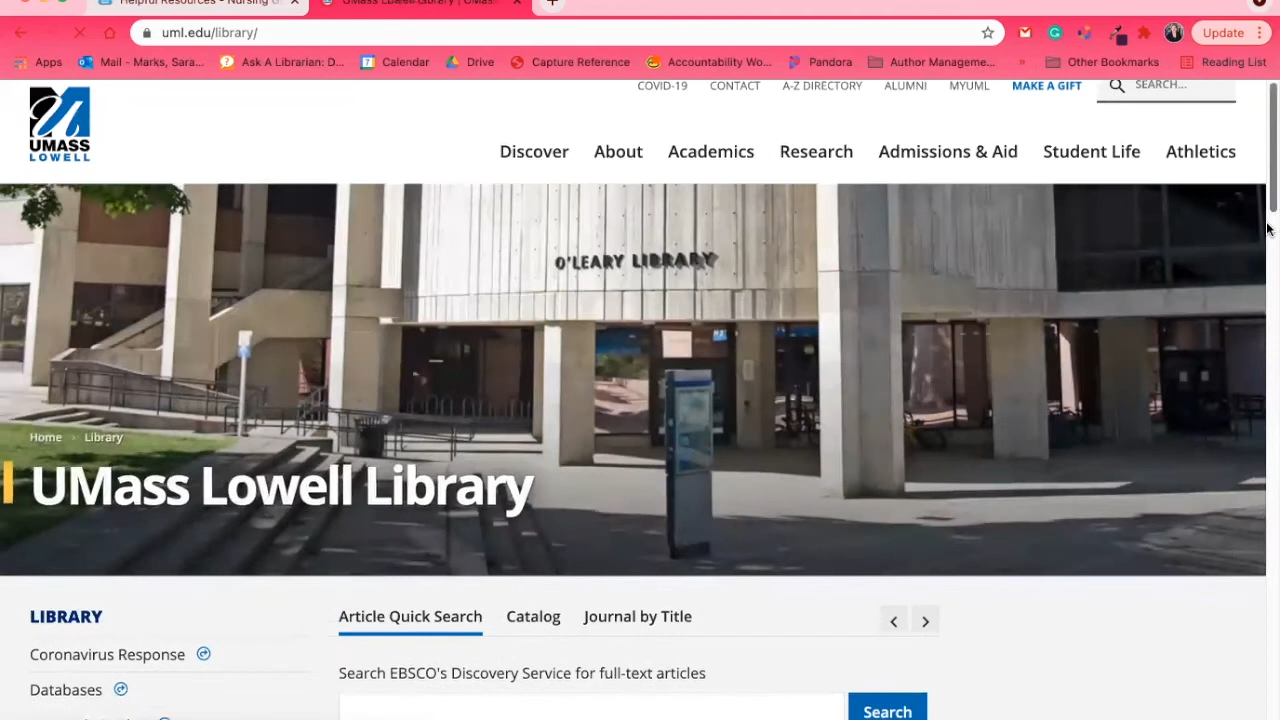 Helpful Resources - Nursing G
UMass Lowell Library | UMas
uml.edu/library/
Update
Apps
Mail - Marks, Sara...
Ask A Librarian: D...
7
Calendar
Drive
Capture Reference
Accountability Wo...
Pandora
Author Manageme...
»
Other Bookmarks
Reading List
COVID-19
CONTACT
A-Z DIRECTORY
ALUMNI
MYUML
MAKE A GIFT
SEARCH...
UMASS
LOWELL
Discover
About
Academics
Research
Admissions & Aid
Student Life
Athletics
O'LEARY LIBRARY
Home > Library
UMass Lowell Library
LIBRARY
Article Quick Search
Catalog
Journal by Title
Coronavirus Response
Search EBSCO's Discovery Service for full-text articles
Databases
Search